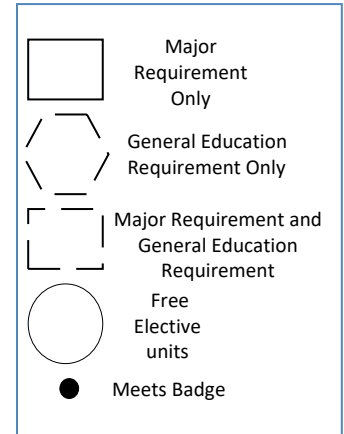 Major
Requirement
Only
General Education
Requirement Only
Major Requirement and
General Education
Requirement
Free
Elective
units
Meets Badge